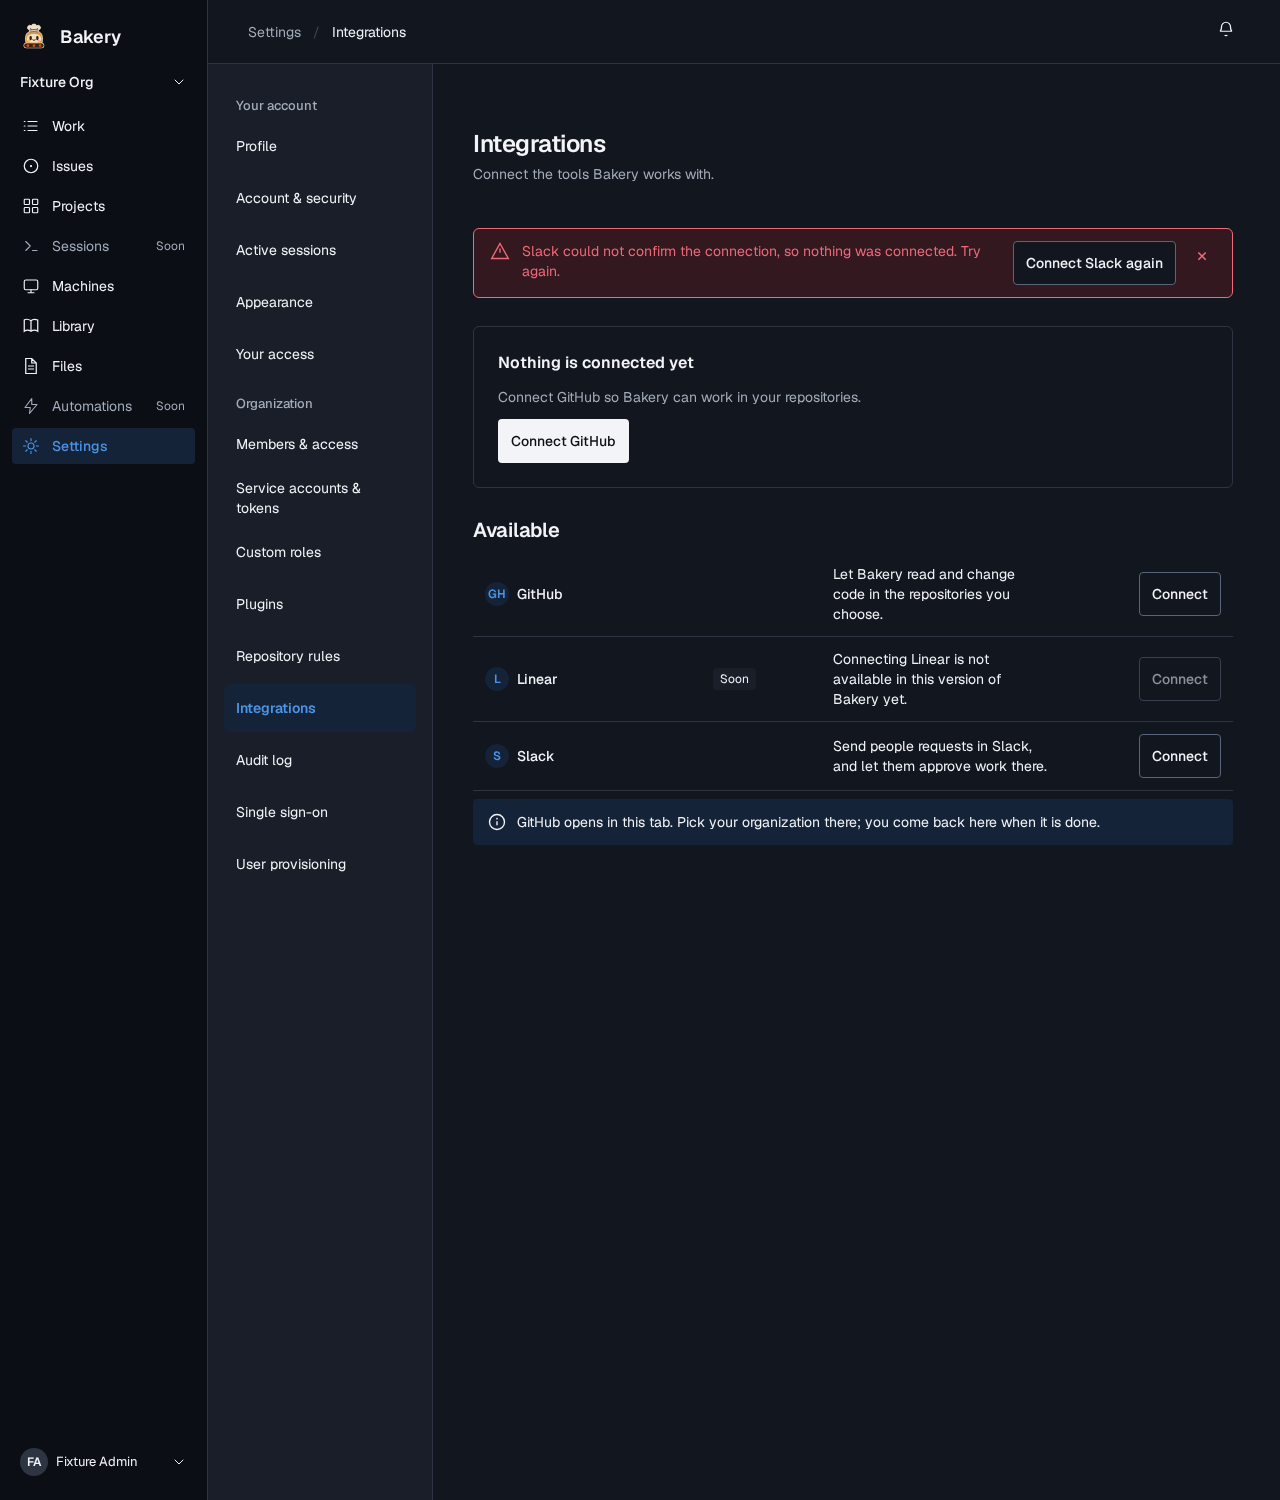 Bakery
Fixture Org
Work
Issues
Projects
Sessions Soon
Machines
Library
Files
Automations Soon
Settings
FA Fixture Admin
Settings / Integrations
Your account
Profile
Account & security
Active sessions
Appearance
Your access
Organization
Members & access
Service accounts &
tokens
Custom roles
Plugins
Repository rules
Integrations
Audit log
Single sign-on
User provisioning
Integrations
Connect the tools Bakery works with.
Slack could not confirm the connection, so nothing was connected. Try
again.
Connect Slack again
Nothing is connected yet
Connect GitHub so Bakery can work in your repositories.
Connect GitHub
Available
GH GitHub
Let Bakery read and change
code in the repositories you
choose.
Connect
L Linear
Soon
Connecting Linear is not
available in this version of
Bakery yet.
Connect
S Slack
Send people requests in Slack,
and let them approve work there.
Connect
GitHub opens in this tab. Pick your organization there; you come back here when it is done.